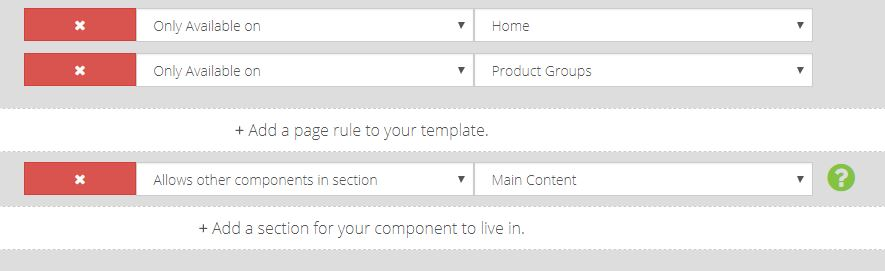 Only Available on Home
Only Available on Product Groups
+ Add a page rule to your template.
Allows other components in section Main Content
+ Add a section for your component to live in.